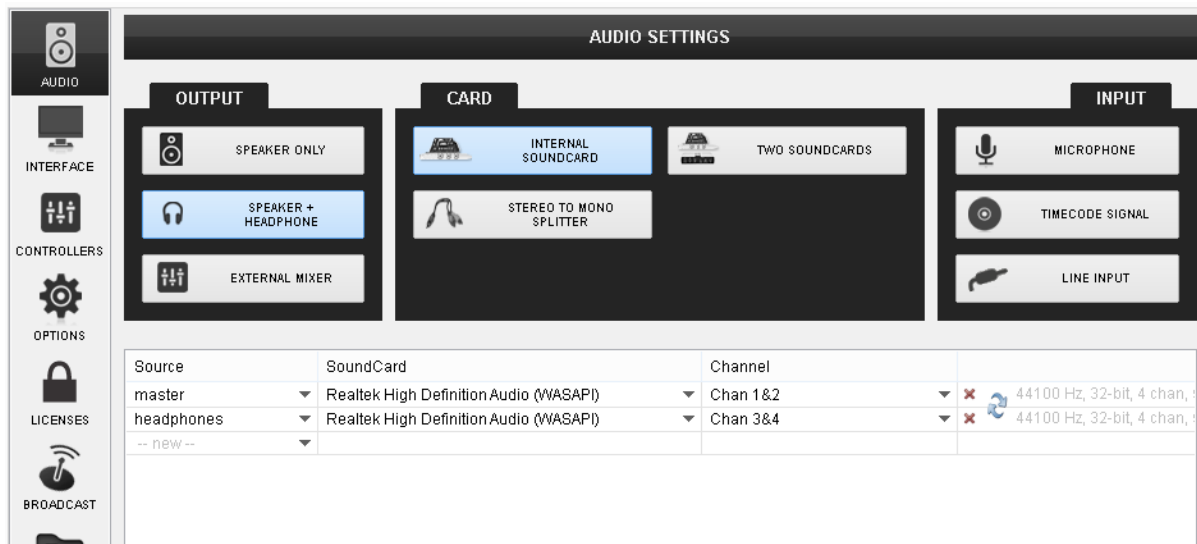 AUDIO SETTINGS
AUDIO
INTERFACE
CONTROLLERS
OPTIONS
LICENSES
BROADCAST
OUTPUT
SPEAKER ONLY
SPEAKER +
HEADPHONE
EXTERNAL MIXER
CARD
INTERNAL
SOUNDCARD
TWO SOUNDCARDS
STEREO TO MONO
SPLITTER
INPUT
MICROPHONE
TIMECODE SIGNAL
LINE INPUT
Source SoundCard Channel
master Realtek High Definition Audio (WASAPI) Chan 1&2 44100 Hz, 32-bit, 4 chan,
headphones Realtek High Definition Audio (WASAPI) Chan 3&4 44100 Hz, 32-bit, 4 chan,
-- new --